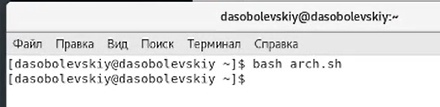 dasobolevskiy@dasobolevskiy:~
Файл Правка Вид Поиск Терминал Справка
[dasobolevskiy@dasobolevskiy ~]$ bash arch.sh
[dasobolevskiy@dasobolevskiy ~]$